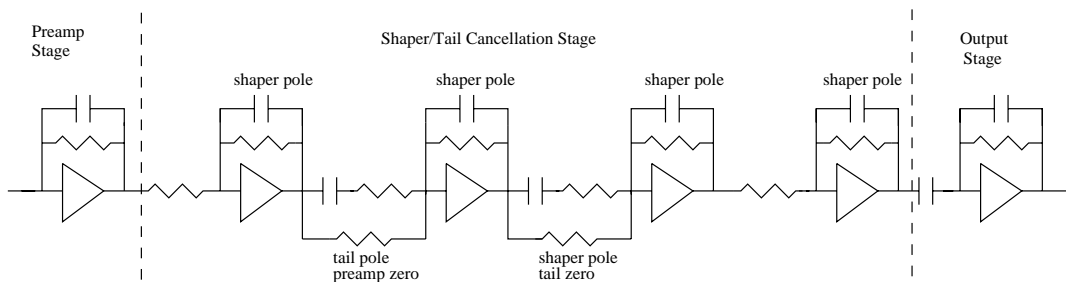 Preamp
Stage
Shaper/Tail Cancellation Stage
Output
Stage
shaper pole
shaper pole
shaper pole
shaper pole
tail pole
preamp zero
shaper pole
tail zero